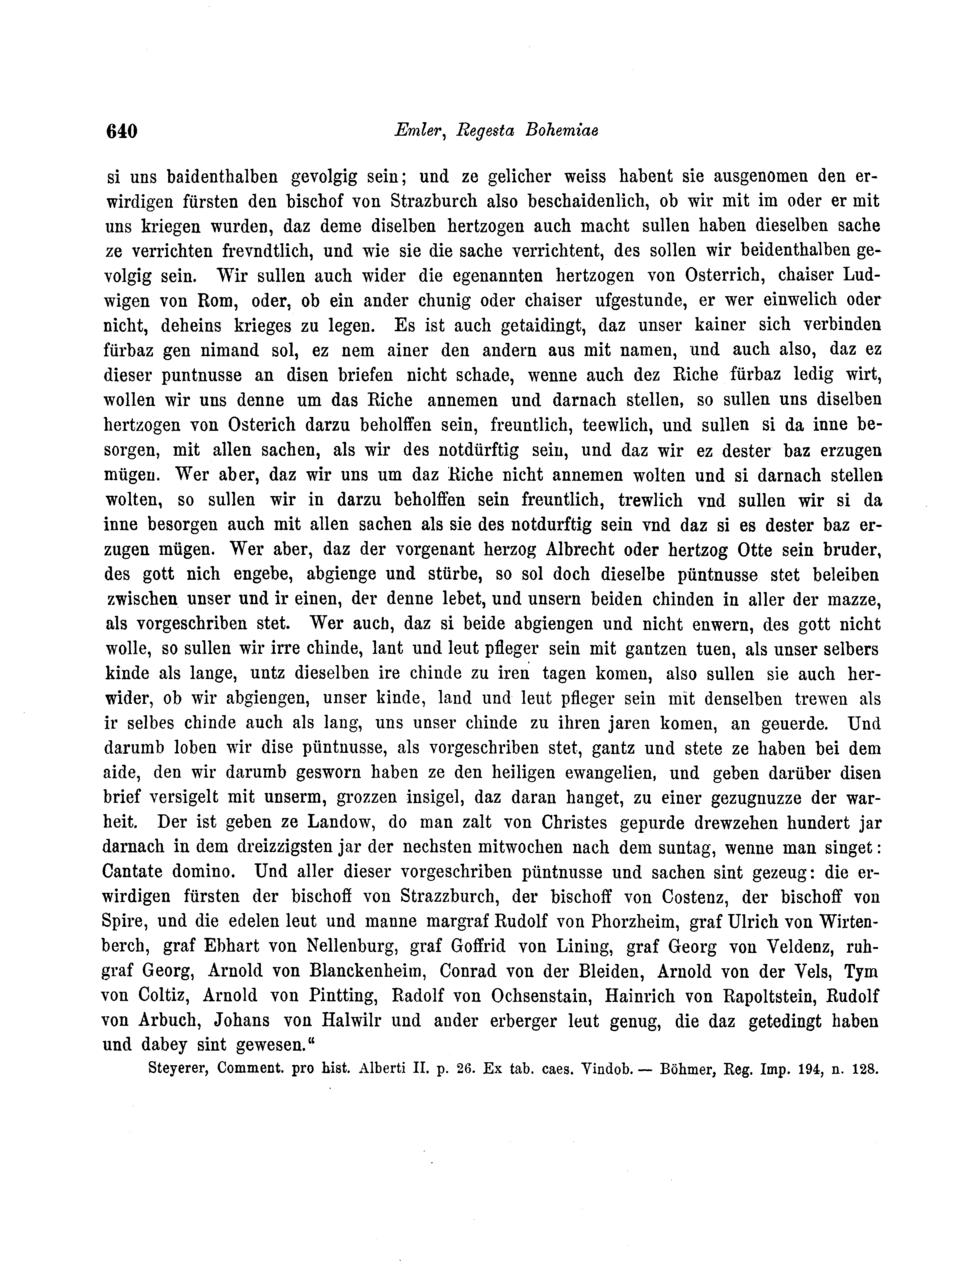 640 Emler, Regesta Bohemiae
si uns baidenthalben gevolgig sein; und ze gelicher weiss habent sie ausgenomen den er-
wirdigen fürsten den bischof von Strazburch also beschaidenlich, ob wir mit im oder er mit
uns kriegen wurden, daz deme diselben hertzogen auch macht sullen haben dieselben sache
ze verrichten frevndtlich, und wie sie die sache verrichtent, des sollen wir beidenthalben ge-
volgig sein. Wir sullen auch wider die egenannten hertzogen von Osterrich, chaiser Lud-
wigen von Rom, oder, ob ein ander chunig oder chaiser ufgestunde, er wer einwelich oder
nicht, deheins krieges zu legen. Es ist auch getaidingt, daz unser kainer sich verbinden
fürbaz gen nimand sol, ez nem ainer den andern aus mit namen, und auch also, daz ez
dieser puntnusse an disen briefen nicht schade, wenne auch dez Riche fürbaz ledig wirt,
wollen wir uns denne um das Riche annemen und darnach stellen, so sullen uns diselben
hertzogen von Osterich darzu beholffen sein, freuntlich, teewlich, und sullen si da inne be-
sorgen, mit allen sachen, als wir des notdürftig sein, und daz wir ez dester baz erzugen
mügen. Wer aber, daz wir uns um daz Riche nicht annemen wolten und si darnach stellen
wolten, so sullen wir in darzu beholffen sein freuntlich, trewlich vnd sullen wir si da
inne besorgen auch mit allen sachen als sie des notdurftig sein vnd daz si es dester baz er-
zugen mügen. Wer aber, daz der vorgenant herzog Albrecht oder hertzog Otte sein bruder,
des gott nich engebe, abgienge und stürbe, so sol doch dieselbe püntnusse stet beleiben
zwischen unser und ir einen, der denne lebet, und unsern beiden chinden in aller der mazze,
als vorgeschriben stet. Wer auch, daz si beide abgiengen und nicht enwern, des gott nicht
wolle, so sullen wir irre chinde, lant und leut pfleger sein mit gantzen tuen, als unser selbers
kinde als lange, untz dieselben ire chinde zu iren tagen komen, also sullen sie auch her-
wider, ob wir abgiengen, unser kinde, land und leut pfleger sein mit denselben trewen als
ir selbes chinde auch als lang, uns unser chinde zu ihren jaren komen, an geuerde. Und
darumb loben wir dise püntnusse, als vorgeschriben stet, gantz und stete ze haben bei dem
aide, den wir darumb gesworn haben ze den heiligen ewangelien, und geben darüber disen
brief versigelt mit unserm, grozzen insigel, daz daran hanget, zu einer gezugnuzze der war-
heit. Der ist geben ze Landow, do man zalt von Christes gepurde drewzehen hundert jar
darnach in dem dreizzigsten jar der nechsten mitwochen nach dem suntag, wenne man singet:
Cantate domino. Und aller dieser vorgeschriben püntnusse und sachen sint gezeug: die er-
wirdigen fürsten der bischoff von Strazzburch, der bischoff von Costenz, der bischoff von
Spire, und die edelen leut und manne margraf Rudolf von Phorzheim, graf Ulrich von Wirten-
berch, graf Ebhart von Nellenburg, graf Goffrid von Lining, graf Georg von Veldenz, ruh-
graf Georg, Arnold von Blanckenheim, Conrad von der Bleiden, Arnold von der Vels, Tym
von Coltiz, Arnold von Pintting, Radolf von Ochsenstain, Hainrich von Rapoltstein, Rudolf
von Arbuch, Johans von Halwilr und ander erberger leut genug, die daz getedingt haben
und dabey sint gewesen.“
Steyerer, Comment. pro hist. Alberti II. p. 26. Ex tab. caes. Vindob. — Böhmer, Reg. Imp. 194, n. 128.